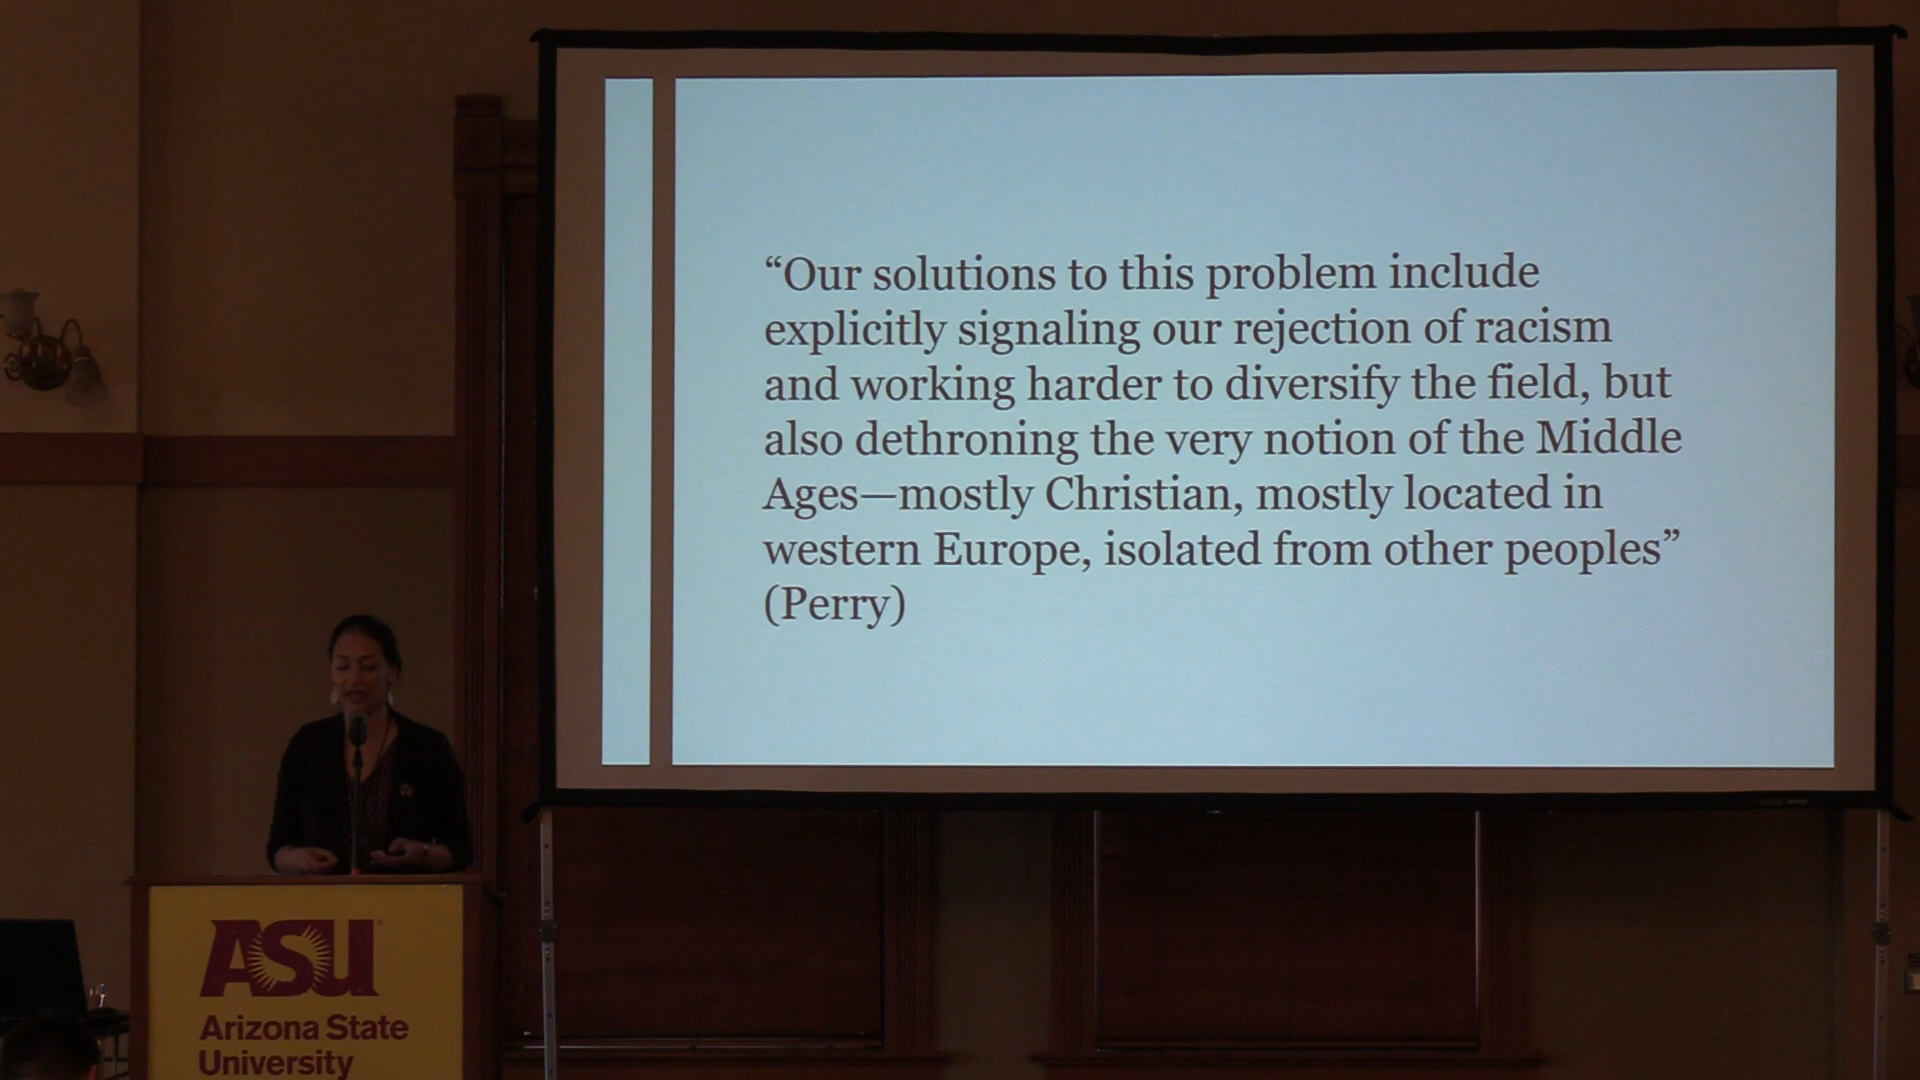 “Our solutions to this problem include
explicitly signaling our rejection of racism
and working harder to diversify the field, but
also dethroning the very notion of the Middle
Ages—mostly Christian, mostly located in
western Europe, isolated from other peoples”
(Perry)
ASU
Arizona State
University